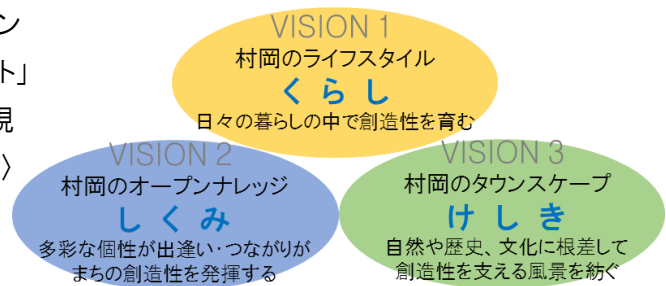 ン
ト」
現
〉
VISION 1
村岡のライフスタイル
くらし
日々の暮らしの中で創造性を育む
VISION 2
村岡のオープンナレッジ
しくみ
多彩な個性が出逢い・つながりが
まちの創造性を発揮する
VISION 3
村岡のタウンスケープ
けしき
自然や歴史、文化に根差して
創造性を支える風景を紡ぐ